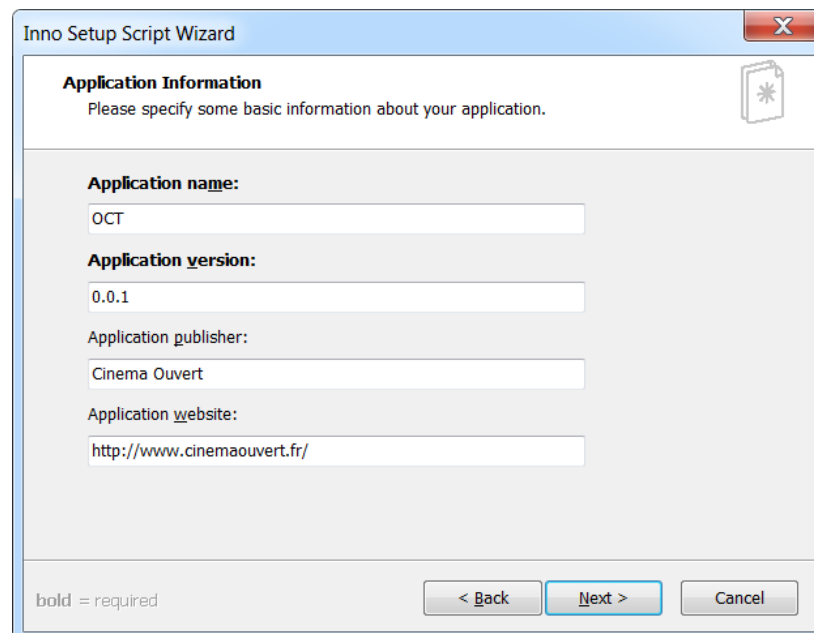 Inno Setup Script Wizard
Application Information
Please specify some basic information about your application.
Application name:
OCT
Application version:
0.0.1
Application publisher:
Cinema Ouvert
Application website:
http://www.cinemaouvert.fr/
bold = required
< Back
Next >
Cancel